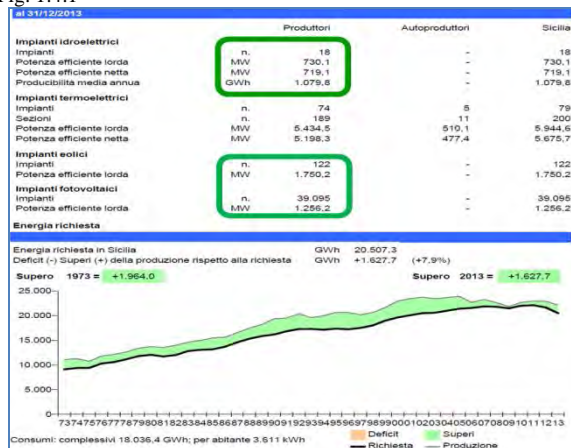 al 31/12/2013
Produttori Autoproduttori Sicilia
Impianti idroelettrici
Impianti n. 18 - 18
Potenza efficiente lorda MW 730,1 - 730,1
Potenza efficiente netta MW 719,1 - 719,1
Producibilità media annua GWh 1.079,8 - 1.079,8
Impianti termoelettrici
Impianti n. 74 5 79
Sezioni n. 189 11 200
Potenza efficiente lorda MW 5.434,5 510,1 5.944,6
Potenza efficiente netta MW 5.198,3 477,4 5.675,7
Impianti eolici
Impianti n. 122 - 122
Potenza efficiente lorda MW 1.750,2 - 1.750,2
Impianti fotovoltaici
Impianti n. 39.095 - 39.095
Potenza efficiente lorda MW 1.256,2 - 1.256,2
Energia richiesta
Energia richiesta in Sicilia GWh 20.507,3
Deficit (-) Superi (+) della produzione rispetto alla richiesta GWh +1.627,7 (+7,9%)
Supero 1973 = +1.964,0 Supero 2013 = +1.627,7
25.000
20.000
15.000
10.000
5.000
0
73747576777879808182838485868788899091929394959697989900010203040506070809101112 13
Deficit Superi
Consumi: complessivi 18.036,4 GWh; per abitante 3.611 kWh
Richiesta Produzione